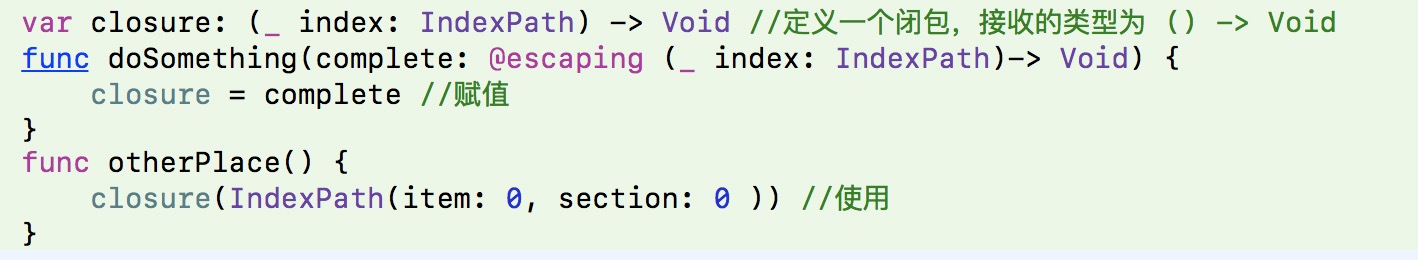 var closure: (_ index: IndexPath) -> Void //定义一个闭包，接收的类型为 () -> Void
func doSomething(complete: @escaping (_ index: IndexPath)-> Void) {
    closure = complete //赋值
}
func otherPlace() {
    closure(IndexPath(item: 0, section: 0 )) //使用
}